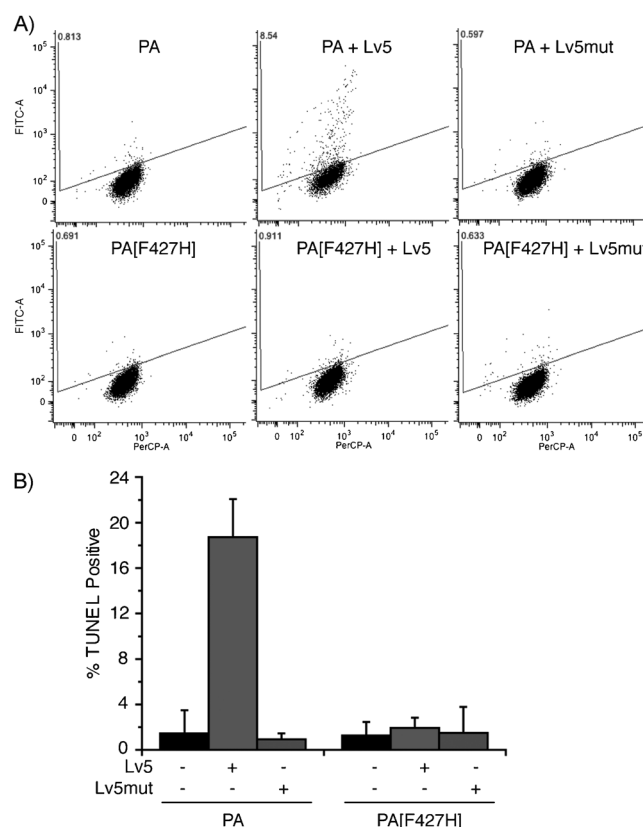 A)
0.813
PA
8.54
PA + Lv5
0.597
PA + Lv5mut
FITC-A
10⁵
10⁴
10³
10²
0
0.691
PA[F427H]
0.911
PA[F427H] + Lv5
0.633
PA[F427H] + Lv5mut
FITC-A
10⁵
10⁴
10³
10²
0
0 10² 10³ 10⁴ 10⁵
0 10² 10³ 10⁴ 10⁵
0 10² 10³ 10⁴ 10⁵
PerCP-A
PerCP-A
PerCP-A
B)
% TUNEL Positive
24
20
16
12
8
4
0
Lv5 - + - - + -
Lv5mut - - + - - +
PA PA[F427H]